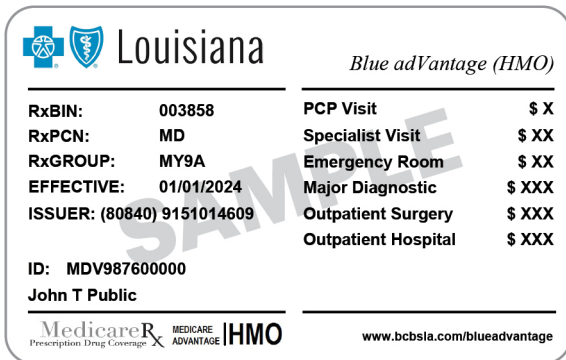 Louisiana
Blue adVantage (HMO)
RxBIN: 003858
RxPCN: MD
RxGROUP: MY9A
EFFECTIVE: 01/01/2024
ISSUER: (80840) 9151014609
ID: MDV987600000
John T Public
PCP Visit $ X
Specialist Visit $ XX
Emergency Room $ XX
Major Diagnostic $ XXX
Outpatient Surgery $ XXX
Outpatient Hospital $ XXX
SAMPLE
MedicareRx
Prescription Drug Coverage
MEDICARE
ADVANTAGE HMO
www.bcbsla.com/blueadvantage